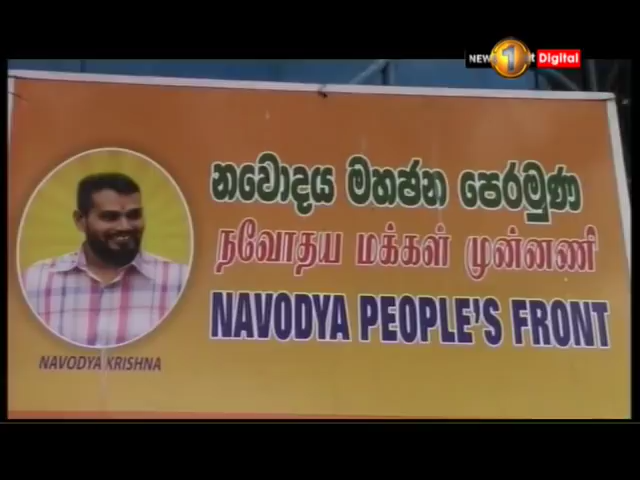 NEWS 1st Digital
නවෝදය මහජන පෙරමුණ
நவோதய மக்கள் முன்னணி
NAVODYA PEOPLE'S FRONT
NAVODYA KRISHNA